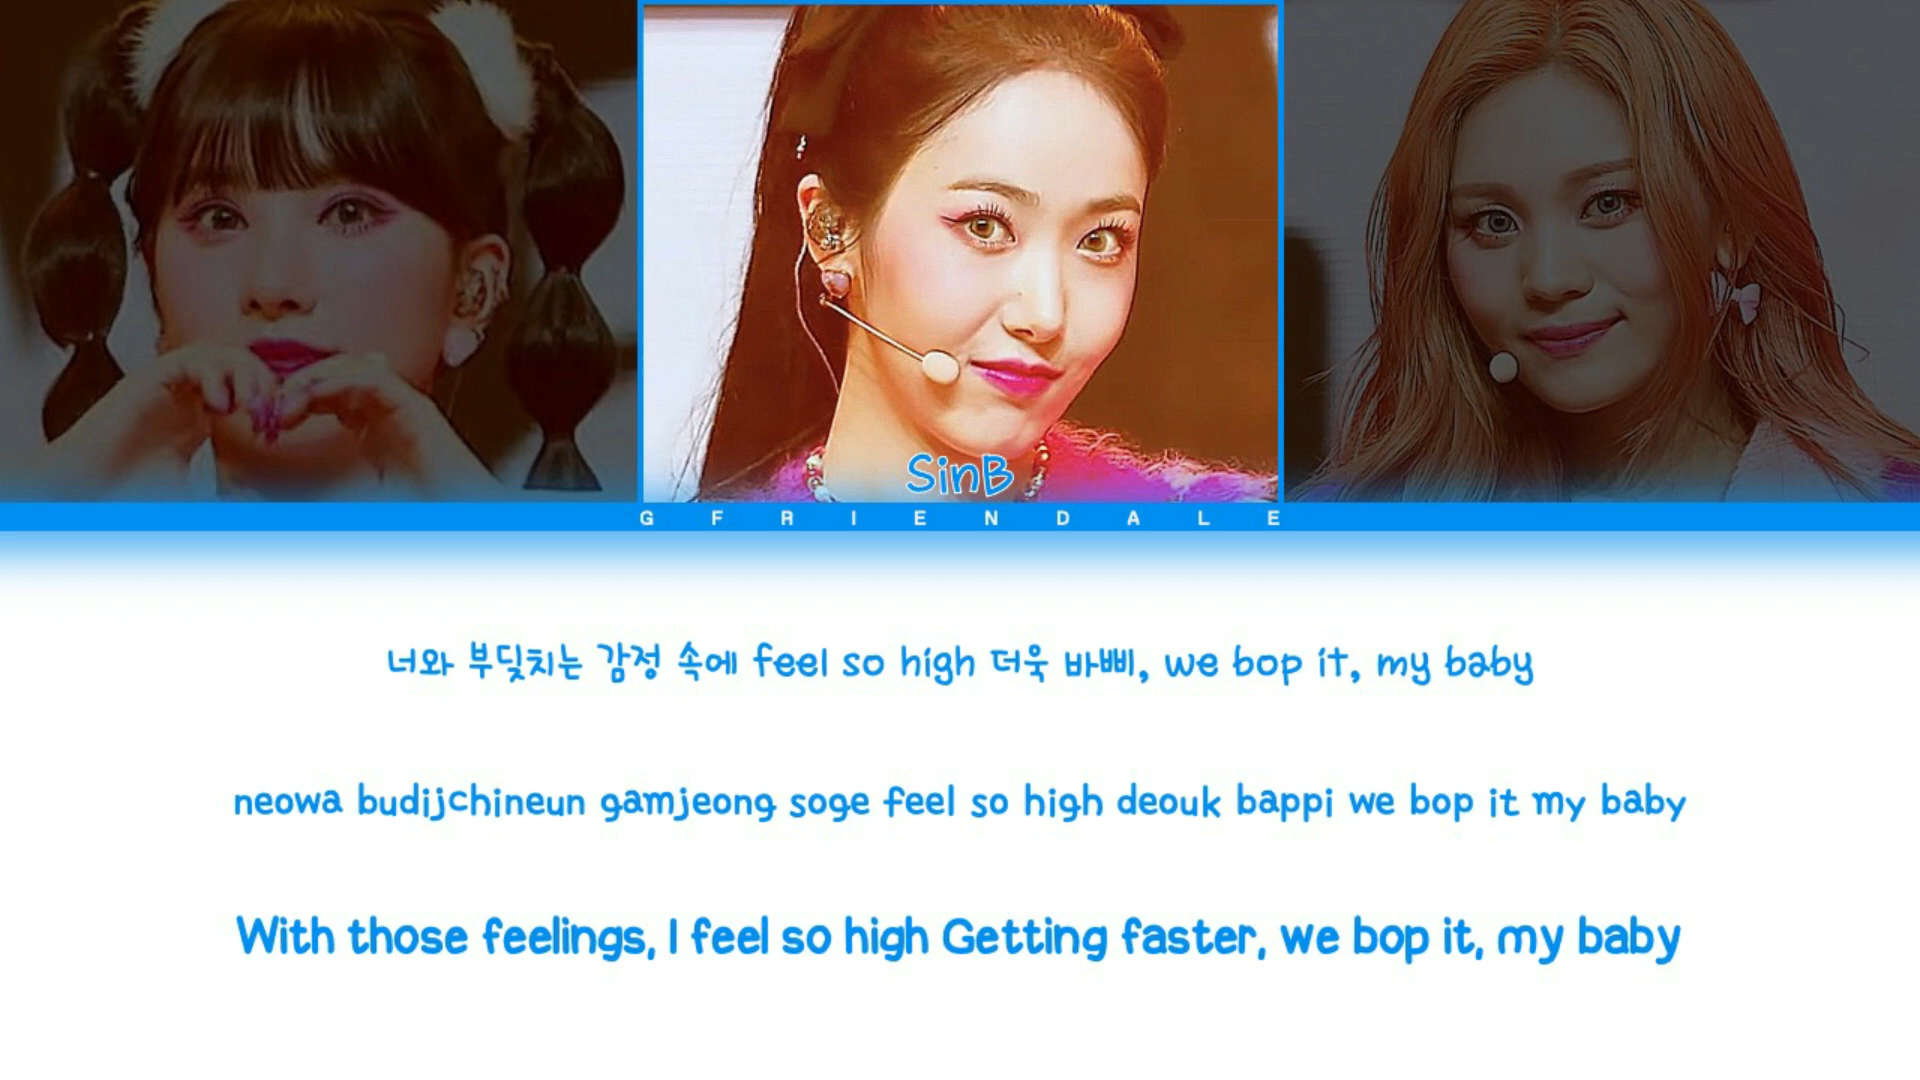 SinB
GFRIENDALE
너와 부딪치는 감정 속에 feel so high 더욱 바삐, we bop it, my baby
neowa budijchineun gamjeong soge feel so high deouk bappi we bop it my baby
With those feelings, I feel so high Getting faster, we bop it, my baby